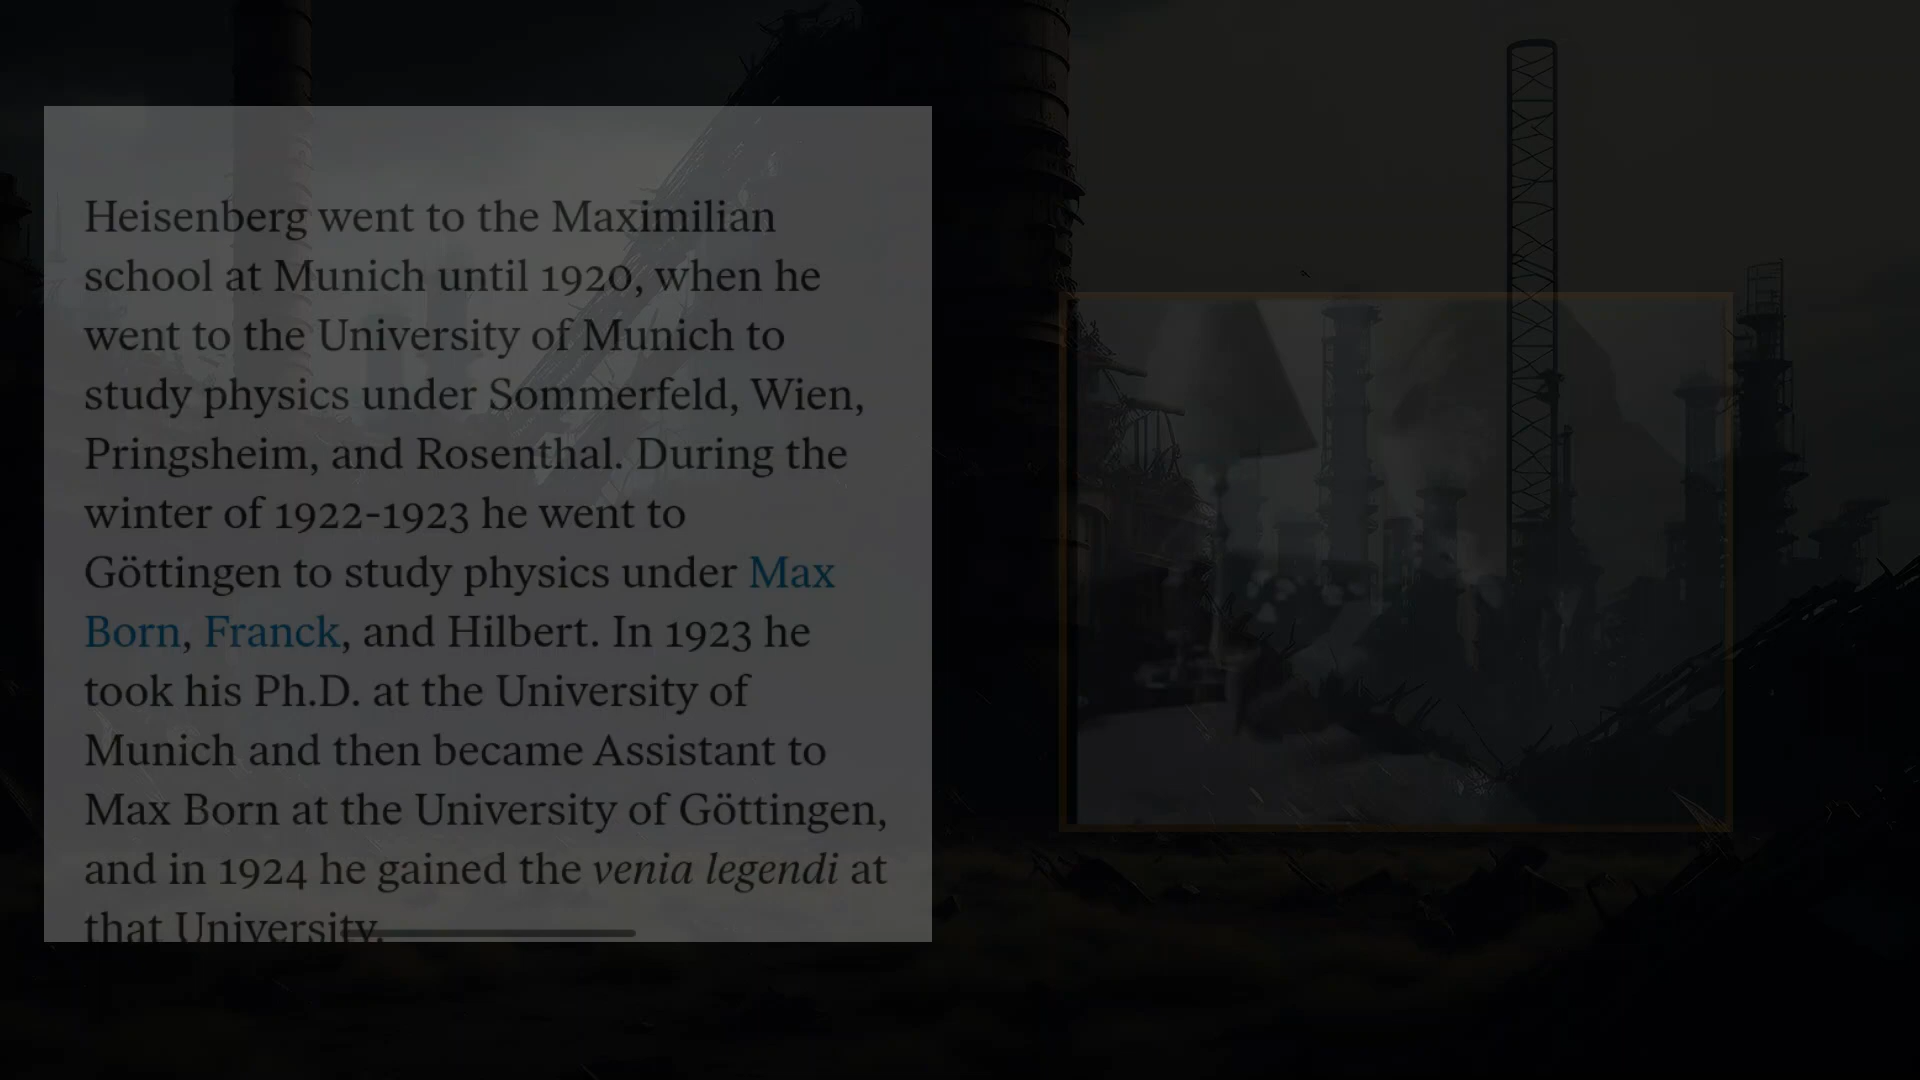 Heisenberg went to the Maximilian
school at Munich until 1920, when he
went to the University of Munich to
study physics under Sommerfeld, Wien,
Pringsheim, and Rosenthal. During the
winter of 1922-1923 he went to
Göttingen to study physics under Max
Born, Franck, and Hilbert. In 1923 he
took his Ph.D. at the University of
Munich and then became Assistant to
Max Born at the University of Göttingen,
and in 1924 he gained the venia legendi at
that University.